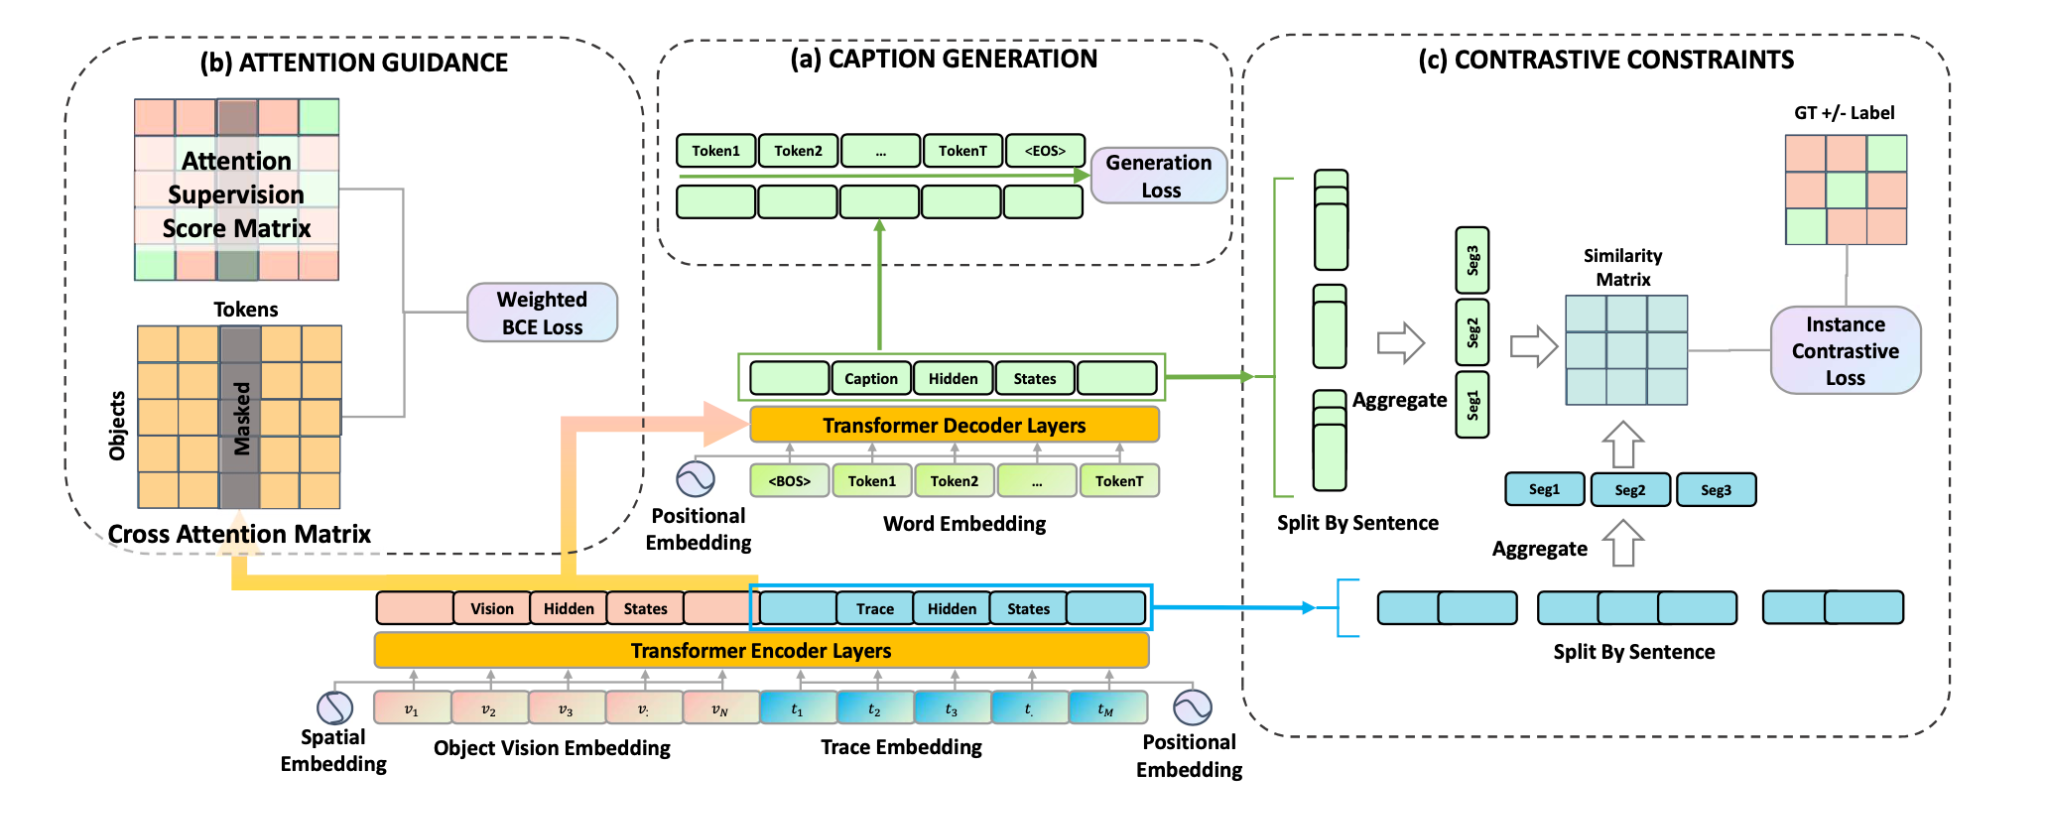 (b) ATTENTION GUIDANCE
Attention
Supervision
Score Matrix
Tokens
Objects
Masked
Cross Attention Matrix
Weighted
BCE Loss
(a) CAPTION GENERATION
Token1 Token2 ... TokenT <EOS>
Generation
Loss
Caption Hidden States
Transformer Decoder Layers
<BOS> Token1 Token2 ... TokenT
Positional
Embedding
Word Embedding
Vision Hidden States Trace Hidden States
Transformer Encoder Layers
v1 v2 v3 v: vN t1 t2 t3 t. tM
Spatial
Embedding
Object Vision Embedding
Trace Embedding
Positional
Embedding
(c) CONTRASTIVE CONSTRAINTS
GT +/- Label
Similarity
Matrix
Seg3
Seg2
Seg1
Aggregate
Instance
Contrastive
Loss
Split By Sentence
Seg1 Seg2 Seg3
Aggregate
Split By Sentence